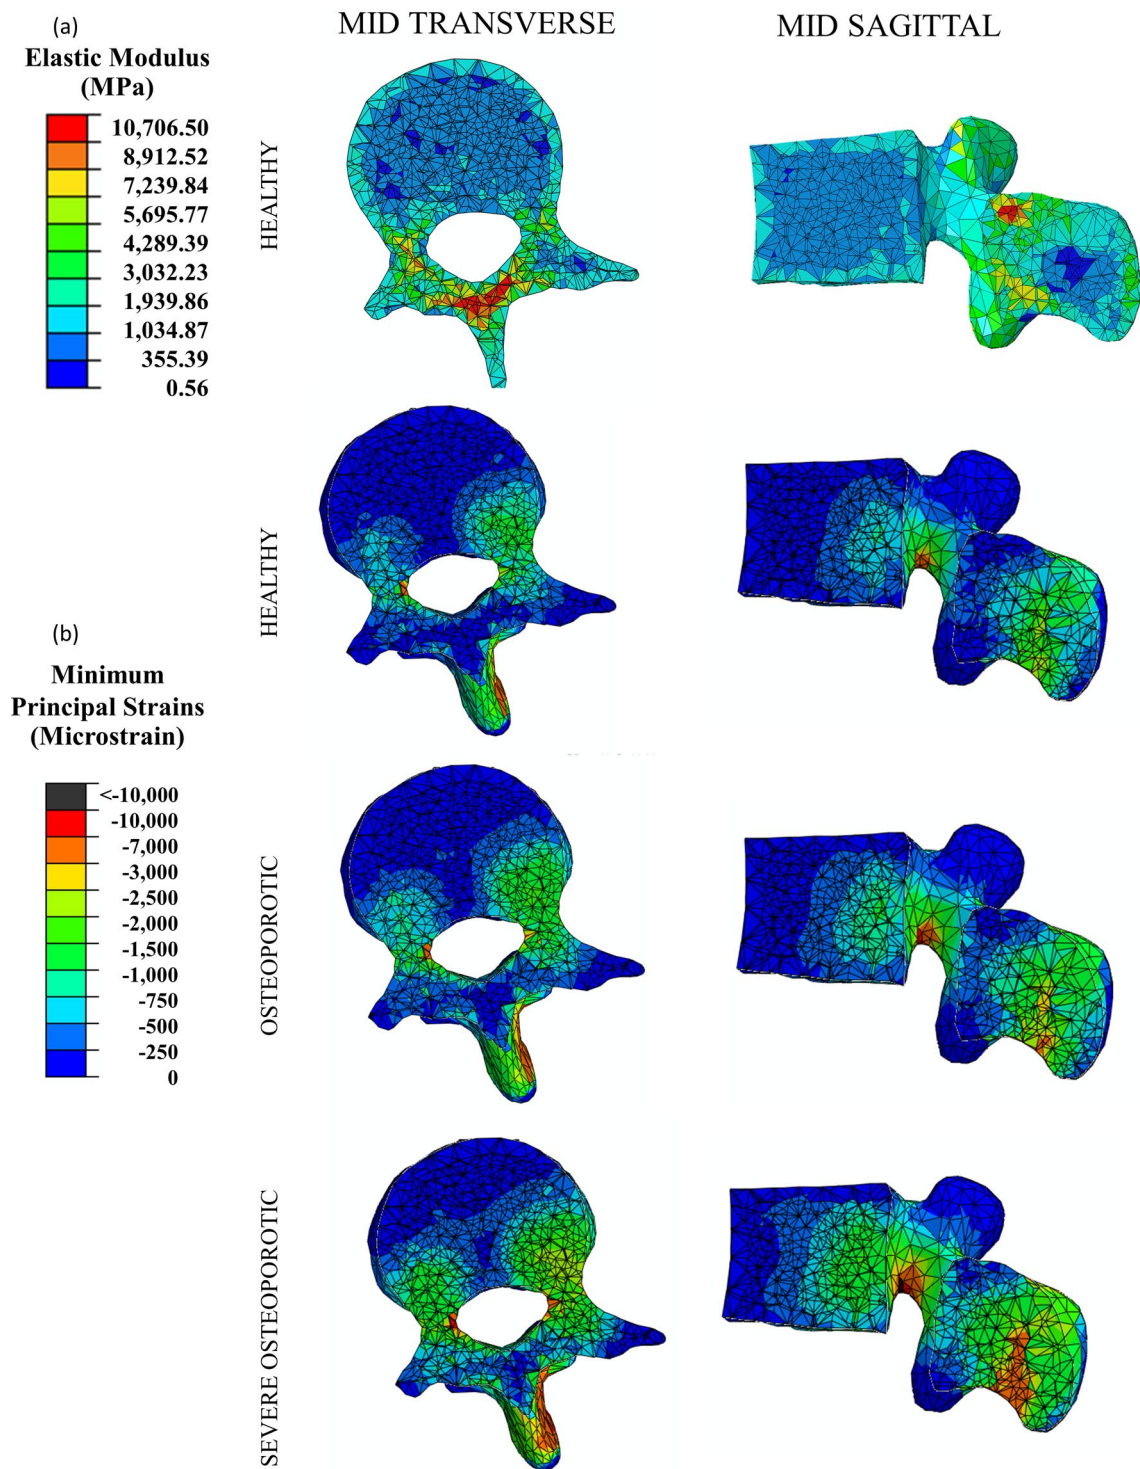 MID TRANSVERSE
MID SAGITTAL
(a)
Elastic Modulus
(MPa)
10,706.50
8,912.52
7,239.84
5,695.77
4,289.39
3,032.23
1,939.86
1,034.87
355.39
0.56
HEALTHY
HEALTHY
(b)
Minimum
Principal Strains
(Microstrain)
<-10,000
-10,000
-7,000
-3,000
-2,500
-2,000
-1,500
-1,000
-750
-500
-250
0
OSTEOPOROTIC
SEVERE OSTEOPOROTIC